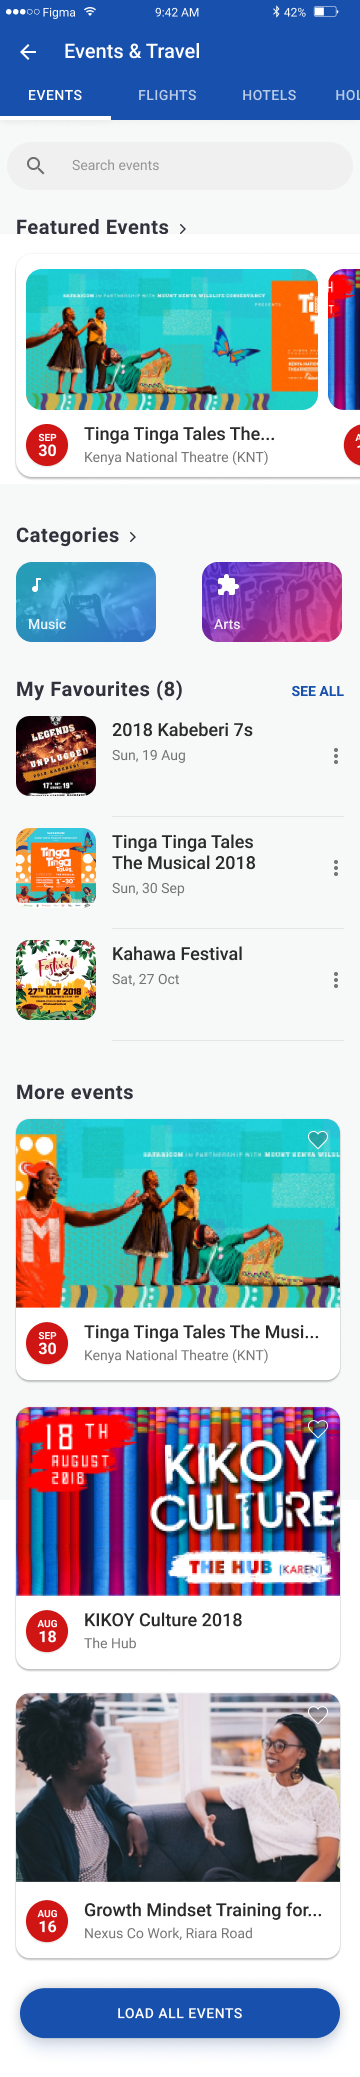 Figma
9:42 AM
42%
Events & Travel
EVENTS
FLIGHTS
HOTELS
HOL
Search events
Featured Events
SAFARICOM IN PARTNERSHIP WITH MOUNT KENYA WILDLIFE CONSERVANCY
PRESENTS
SEP
30
Tinga Tinga Tales The...
Kenya National Theatre (KNT)
Categories
Music
Arts
My Favourites (8)
SEE ALL
LEGENDS
UNPLUGGED
2018 KABEBERI 7s
2018 Kabeberi 7s
Sun, 19 Aug
Tinga
Tinga
Tales
Tinga Tinga Tales
The Musical 2018
Sun, 30 Sep
Festival
27TH OCT 2018
Kahawa Festival
Sat, 27 Oct
More events
SAFARICOM IN PARTNERSHIP WITH MOUNT KENYA WILDL
M
SEP
30
Tinga Tinga Tales The Musi...
Kenya National Theatre (KNT)
18 TH
AUGUST
2018
KIKOY
CULTURE
THE HUB (KAREN)
AUG
18
KIKOY Culture 2018
The Hub
AUG
16
Growth Mindset Training for...
Nexus Co Work, Riara Road
LOAD ALL EVENTS